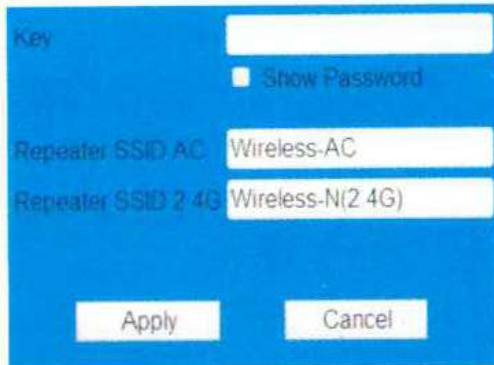 Key
Show Password
Repeater SSID AC Wireless-AC
Repeater SSID 2 4G Wireless-N(2 4G)
Apply Cancel